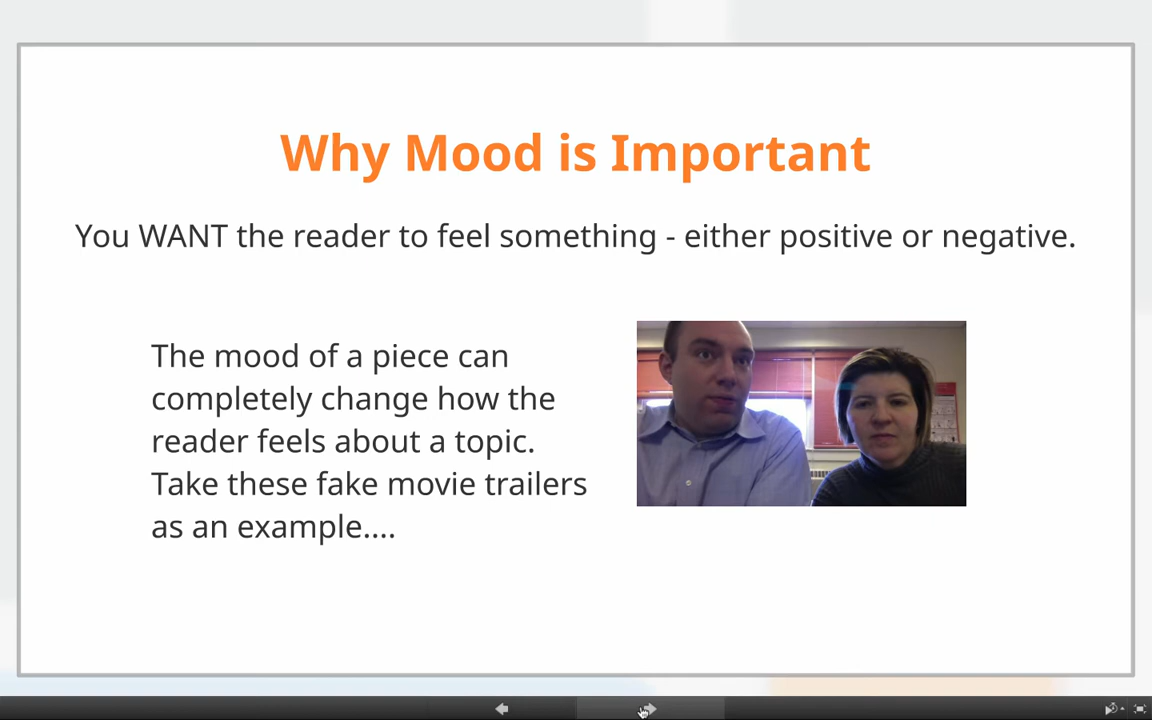 Why Mood is Important
You WANT the reader to feel something - either positive or negative.
The mood of a piece can
completely change how the
reader feels about a topic.
Take these fake movie trailers
as an example....